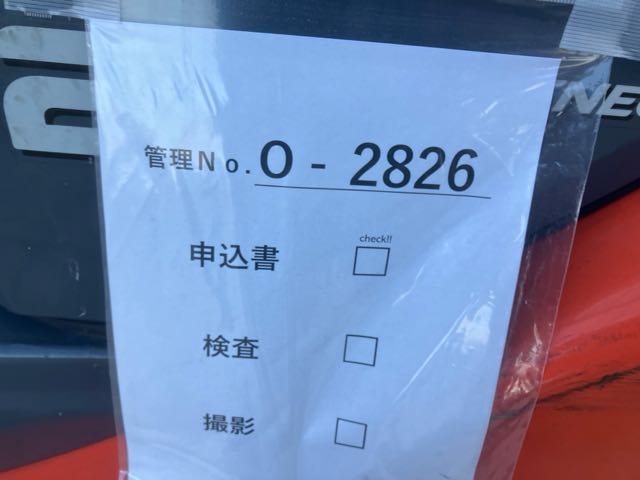 管理No. O - 2826
check!!
申込書 □
検査 □
撮影 □